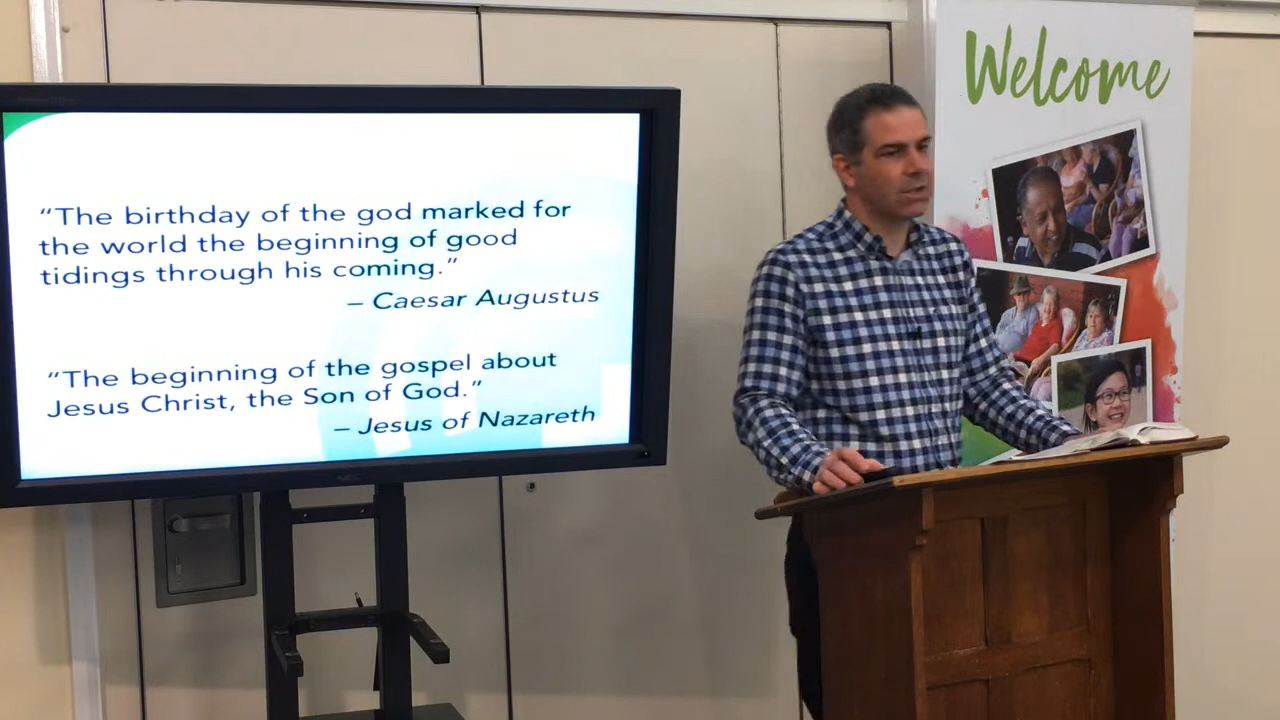 “The birthday of the god marked for
the world the beginning of good
tidings through his coming.”
– Caesar Augustus
“The beginning of the gospel about
Jesus Christ, the Son of God.”
– Jesus of Nazareth
Welcome